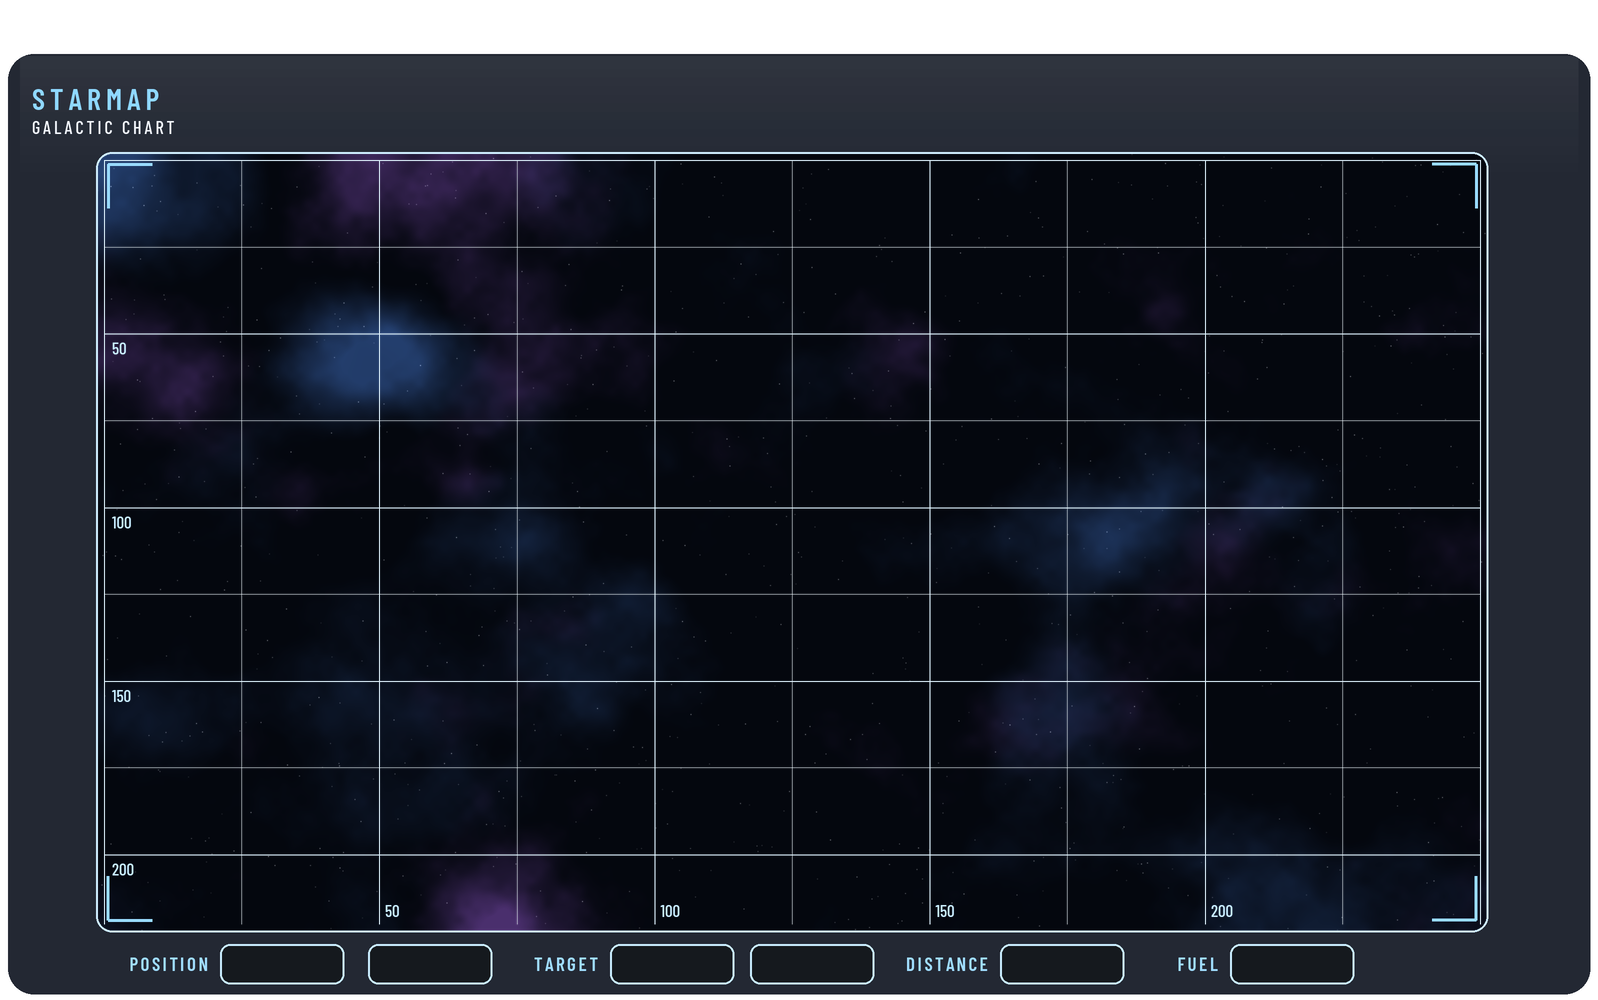 STARMAP
GALACTIC CHART
50
100
150
200
50 100 150 200
POSITION TARGET DISTANCE FUEL